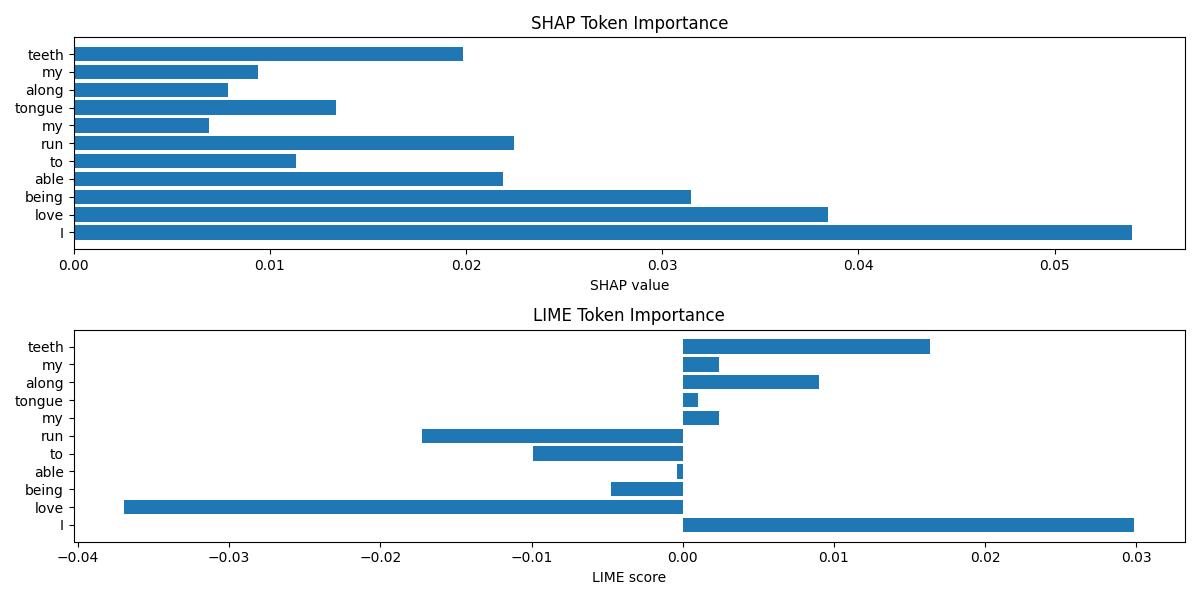 SHAP Token Importance
teeth
my
along
tongue
my
run
to
able
being
love
I
0.00 0.01 0.02 0.03 0.04 0.05
SHAP value
LIME Token Importance
teeth
my
along
tongue
my
run
to
able
being
love
I
−0.04 −0.03 −0.02 −0.01 0.00 0.01 0.02 0.03
LIME score